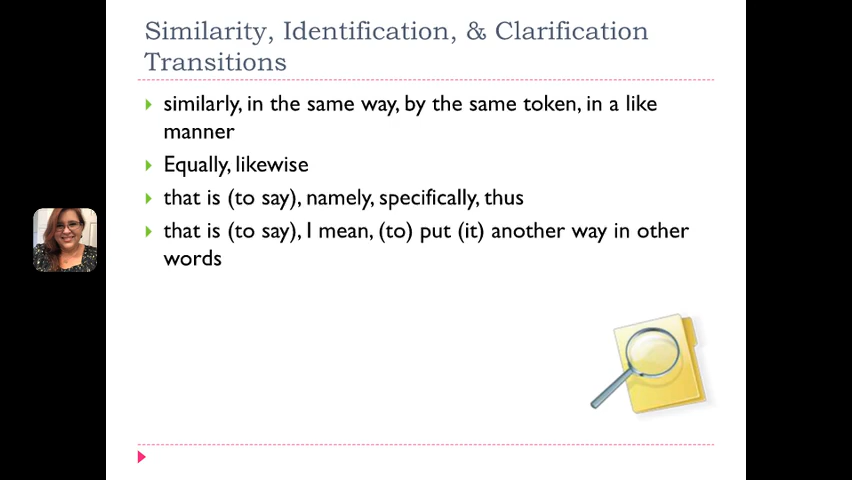 Similarity, Identification, & Clarification
Transitions
similarly, in the same way, by the same token, in a like
manner
Equally, likewise
that is (to say), namely, specifically, thus
that is (to say), I mean, (to) put (it) another way in other
words